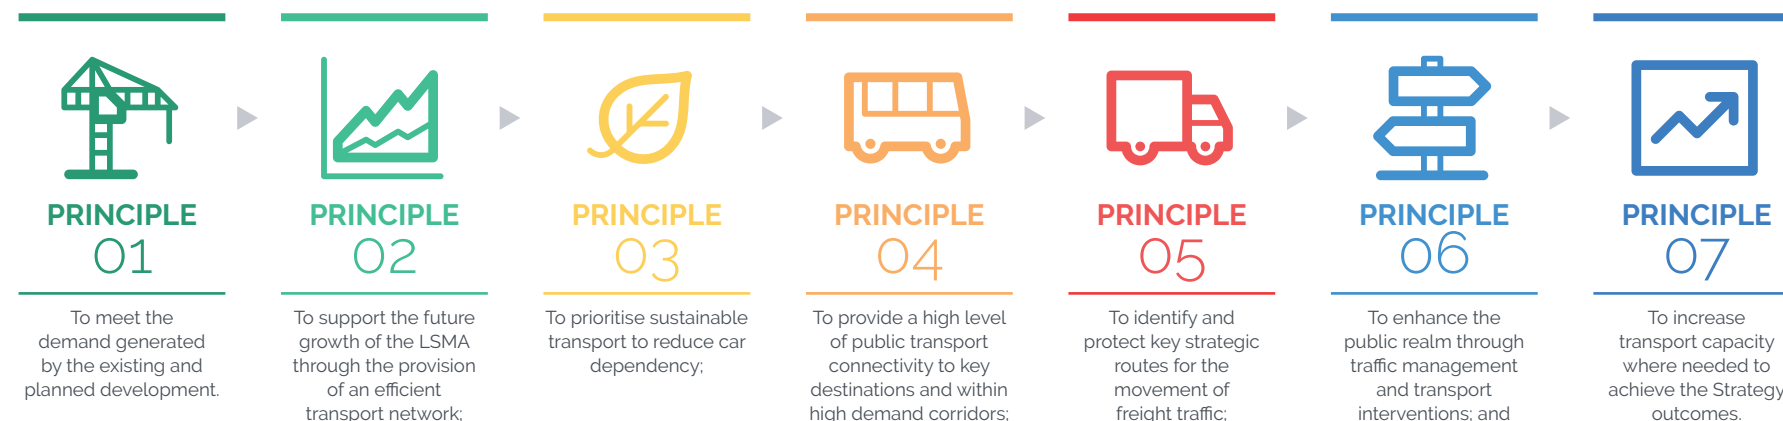 PRINCIPLE
01
To meet the
demand generated
by the existing and
planned development.
PRINCIPLE
02
To support the future
growth of the LSMA
through the provision
of an efficient
transport network;
PRINCIPLE
03
To prioritise sustainable
transport to reduce car
dependency;
PRINCIPLE
04
To provide a high level
of public transport
connectivity to key
destinations and within
high demand corridors;
PRINCIPLE
05
To identify and
protect key strategic
routes for the
movement of
freight traffic;
PRINCIPLE
06
To enhance the
public realm through
traffic management
and transport
interventions; and
PRINCIPLE
07
To increase
transport capacity
where needed to
achieve the Strategy
outcomes.